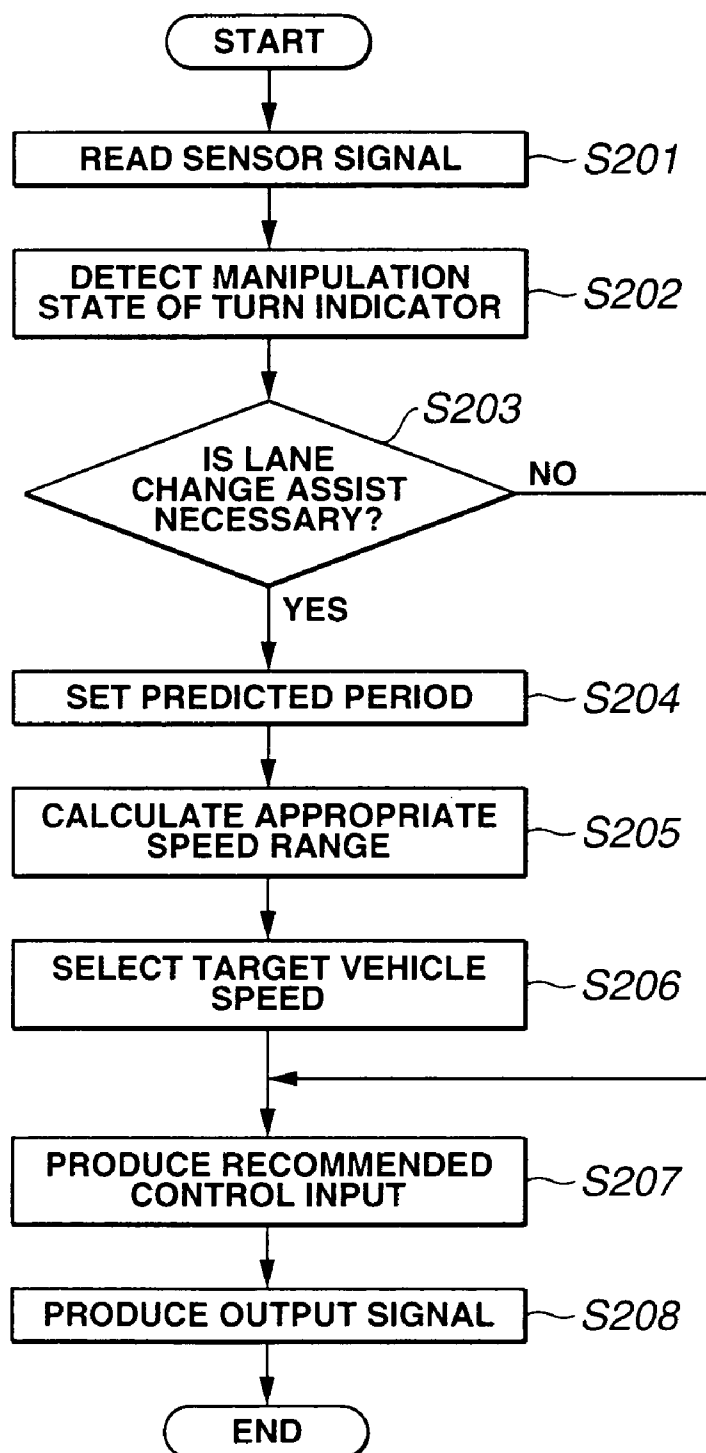 START
READ SENSOR SIGNAL
S201
DETECT MANIPULATION
STATE OF TURN INDICATOR
S202
S203
IS LANE
CHANGE ASSIST
NECESSARY?
NO
YES
SET PREDICTED PERIOD
S204
CALCULATE APPROPRIATE
SPEED RANGE
S205
SELECT TARGET VEHICLE
SPEED
S206
PRODUCE RECOMMENDED
CONTROL INPUT
S207
PRODUCE OUTPUT SIGNAL
S208
END